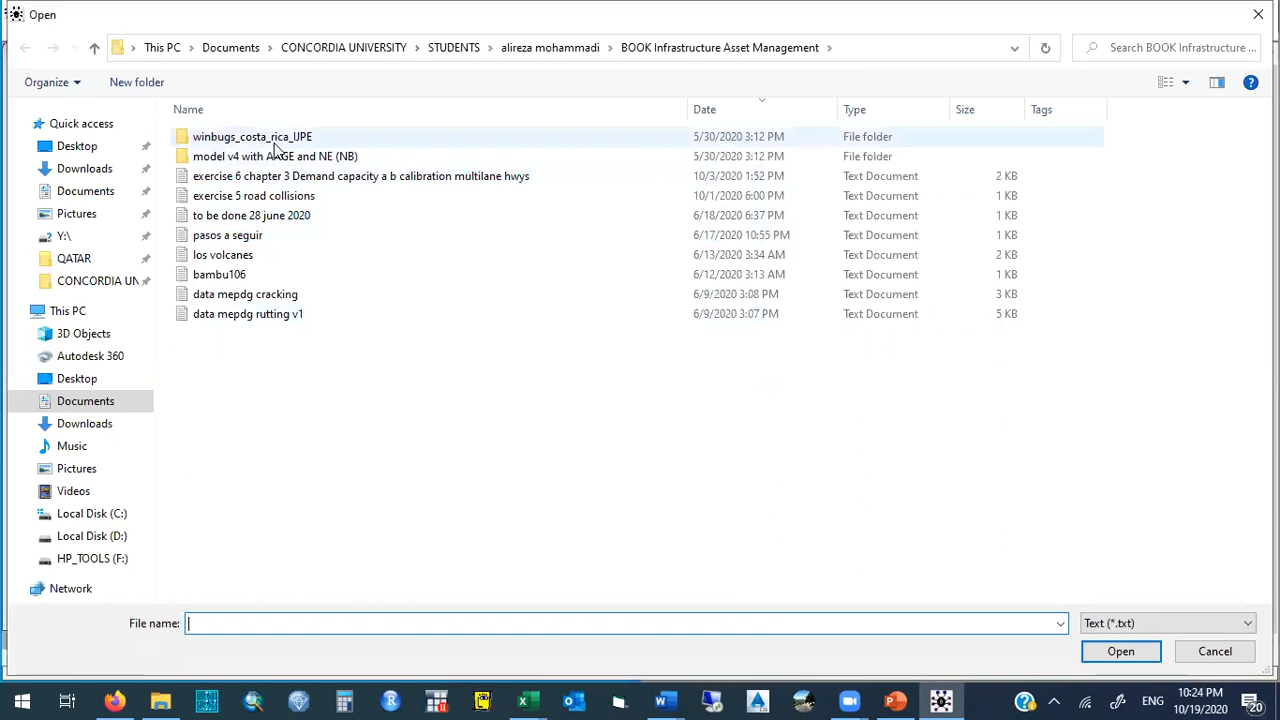 Open
This PC > Documents > CONCORDIA UNIVERSITY > STUDENTS > alireza mohammadi > BOOK Infrastructure Asset Management >
Search BOOK Infrastructure ...
Organize
New folder
Name Date Type Size Tags
winbugs_costa_rica_IJPE 5/30/2020 3:12 PM File folder
model v4 with AADGE and NE (NB) 5/30/2020 3:12 PM File folder
exercise 6 chapter 3 Demand capacity a b calibration multilane hwys 10/3/2020 1:52 PM Text Document 2 KB
exercise 5 road collisions 10/1/2020 6:00 PM Text Document 1 KB
to be done 28 june 2020 6/18/2020 6:37 PM Text Document 1 KB
pasos a seguir 6/17/2020 10:55 PM Text Document 1 KB
los volcanes 6/13/2020 3:34 AM Text Document 2 KB
bambu106 6/12/2020 3:13 AM Text Document 1 KB
data mepdg cracking 6/9/2020 3:08 PM Text Document 3 KB
data mepdg rutting v1 6/9/2020 3:07 PM Text Document 5 KB
Quick access
Desktop
Downloads
Documents
Pictures
Y:\
QATAR
CONCORDIA UN
This PC
3D Objects
Autodesk 360
Desktop
Documents
Downloads
Music
Pictures
Videos
Local Disk (C:)
Local Disk (D:)
HP_TOOLS (F:)
Network
File name:
Text (*.txt)
Open
Cancel
ENG
10:24 PM
10/19/2020
20